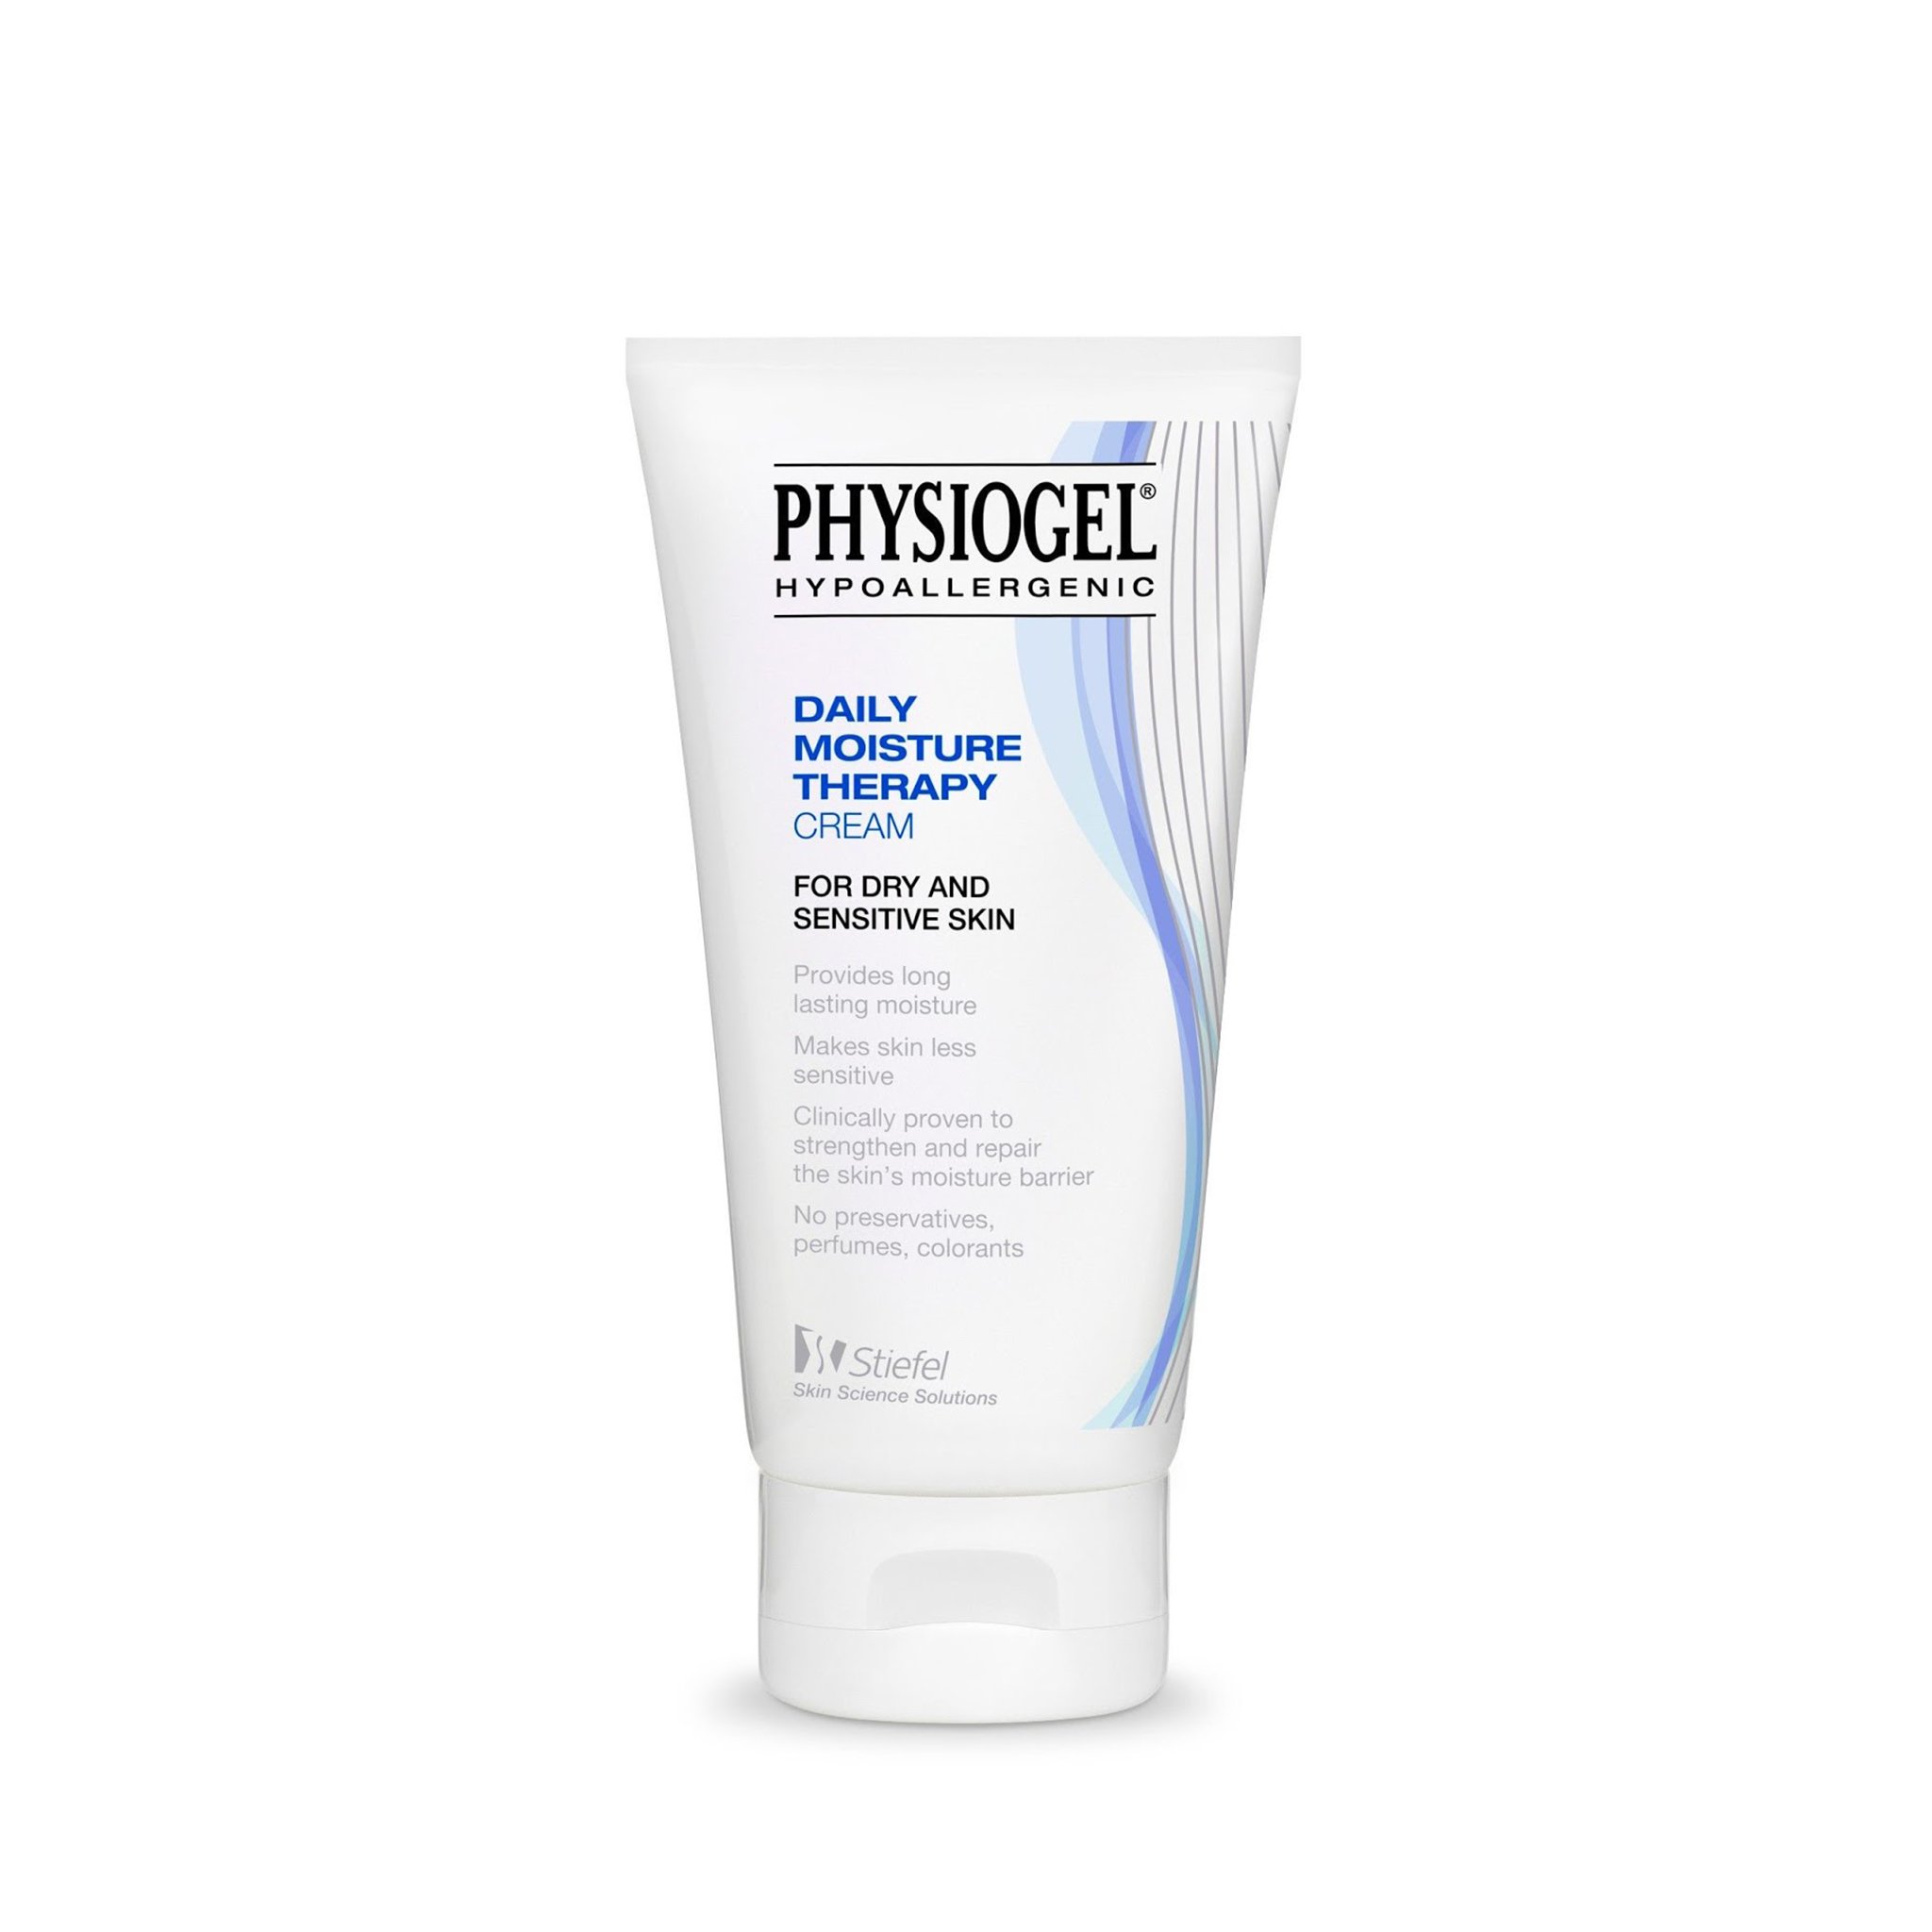 PHYSIOGEL®
HYPOALLERGENIC
DAILY
MOISTURE
THERAPY
CREAM
FOR DRY AND
SENSITIVE SKIN
Provides long
lasting moisture
Makes skin less
sensitive
Clinically proven to
strengthen and repair
the skin's moisture barrier
No preservatives,
perfumes, colorants
Stiefel
Skin Science Solutions